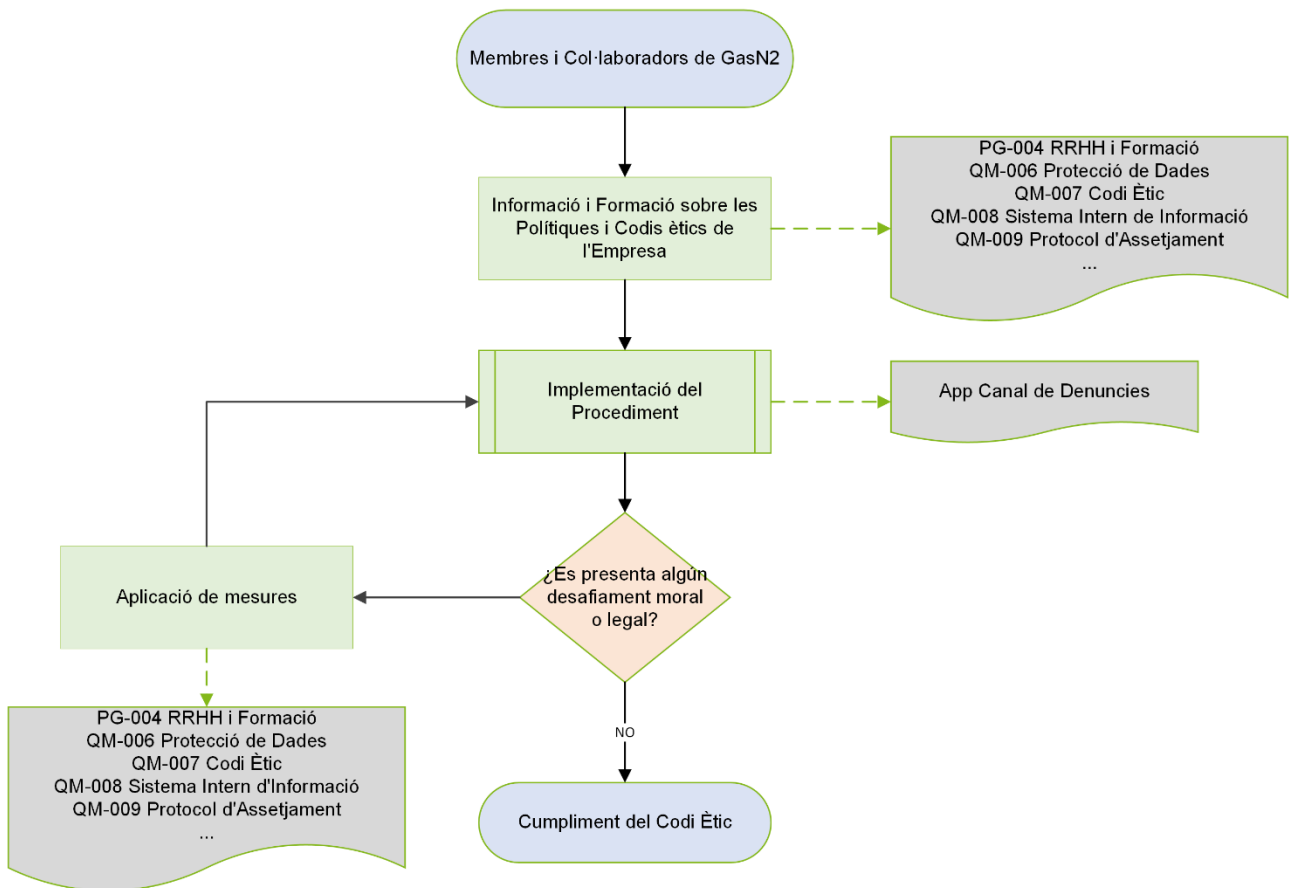 Membres i Col·laboradors de GasN2
PG-004 RRHH i Formació
QM-006 Protecció de Dades
QM-007 Codi Ètic
QM-008 Sistema Intern de Informació
QM-009 Protocol d'Assetjament
...
Informació i Formació sobre les
Polítiques i Codis ètics de
l'Empresa
Implementació del
Procediment
App Canal de Denuncies
¿Es presenta algún
desafiament moral
o legal?
Aplicació de mesures
PG-004 RRHH i Formació
QM-006 Protecció de Dades
QM-007 Codi Ètic
QM-008 Sistema Intern d'Informació
QM-009 Protocol d'Assetjament
...
NO
Cumpliment del Codi Ètic